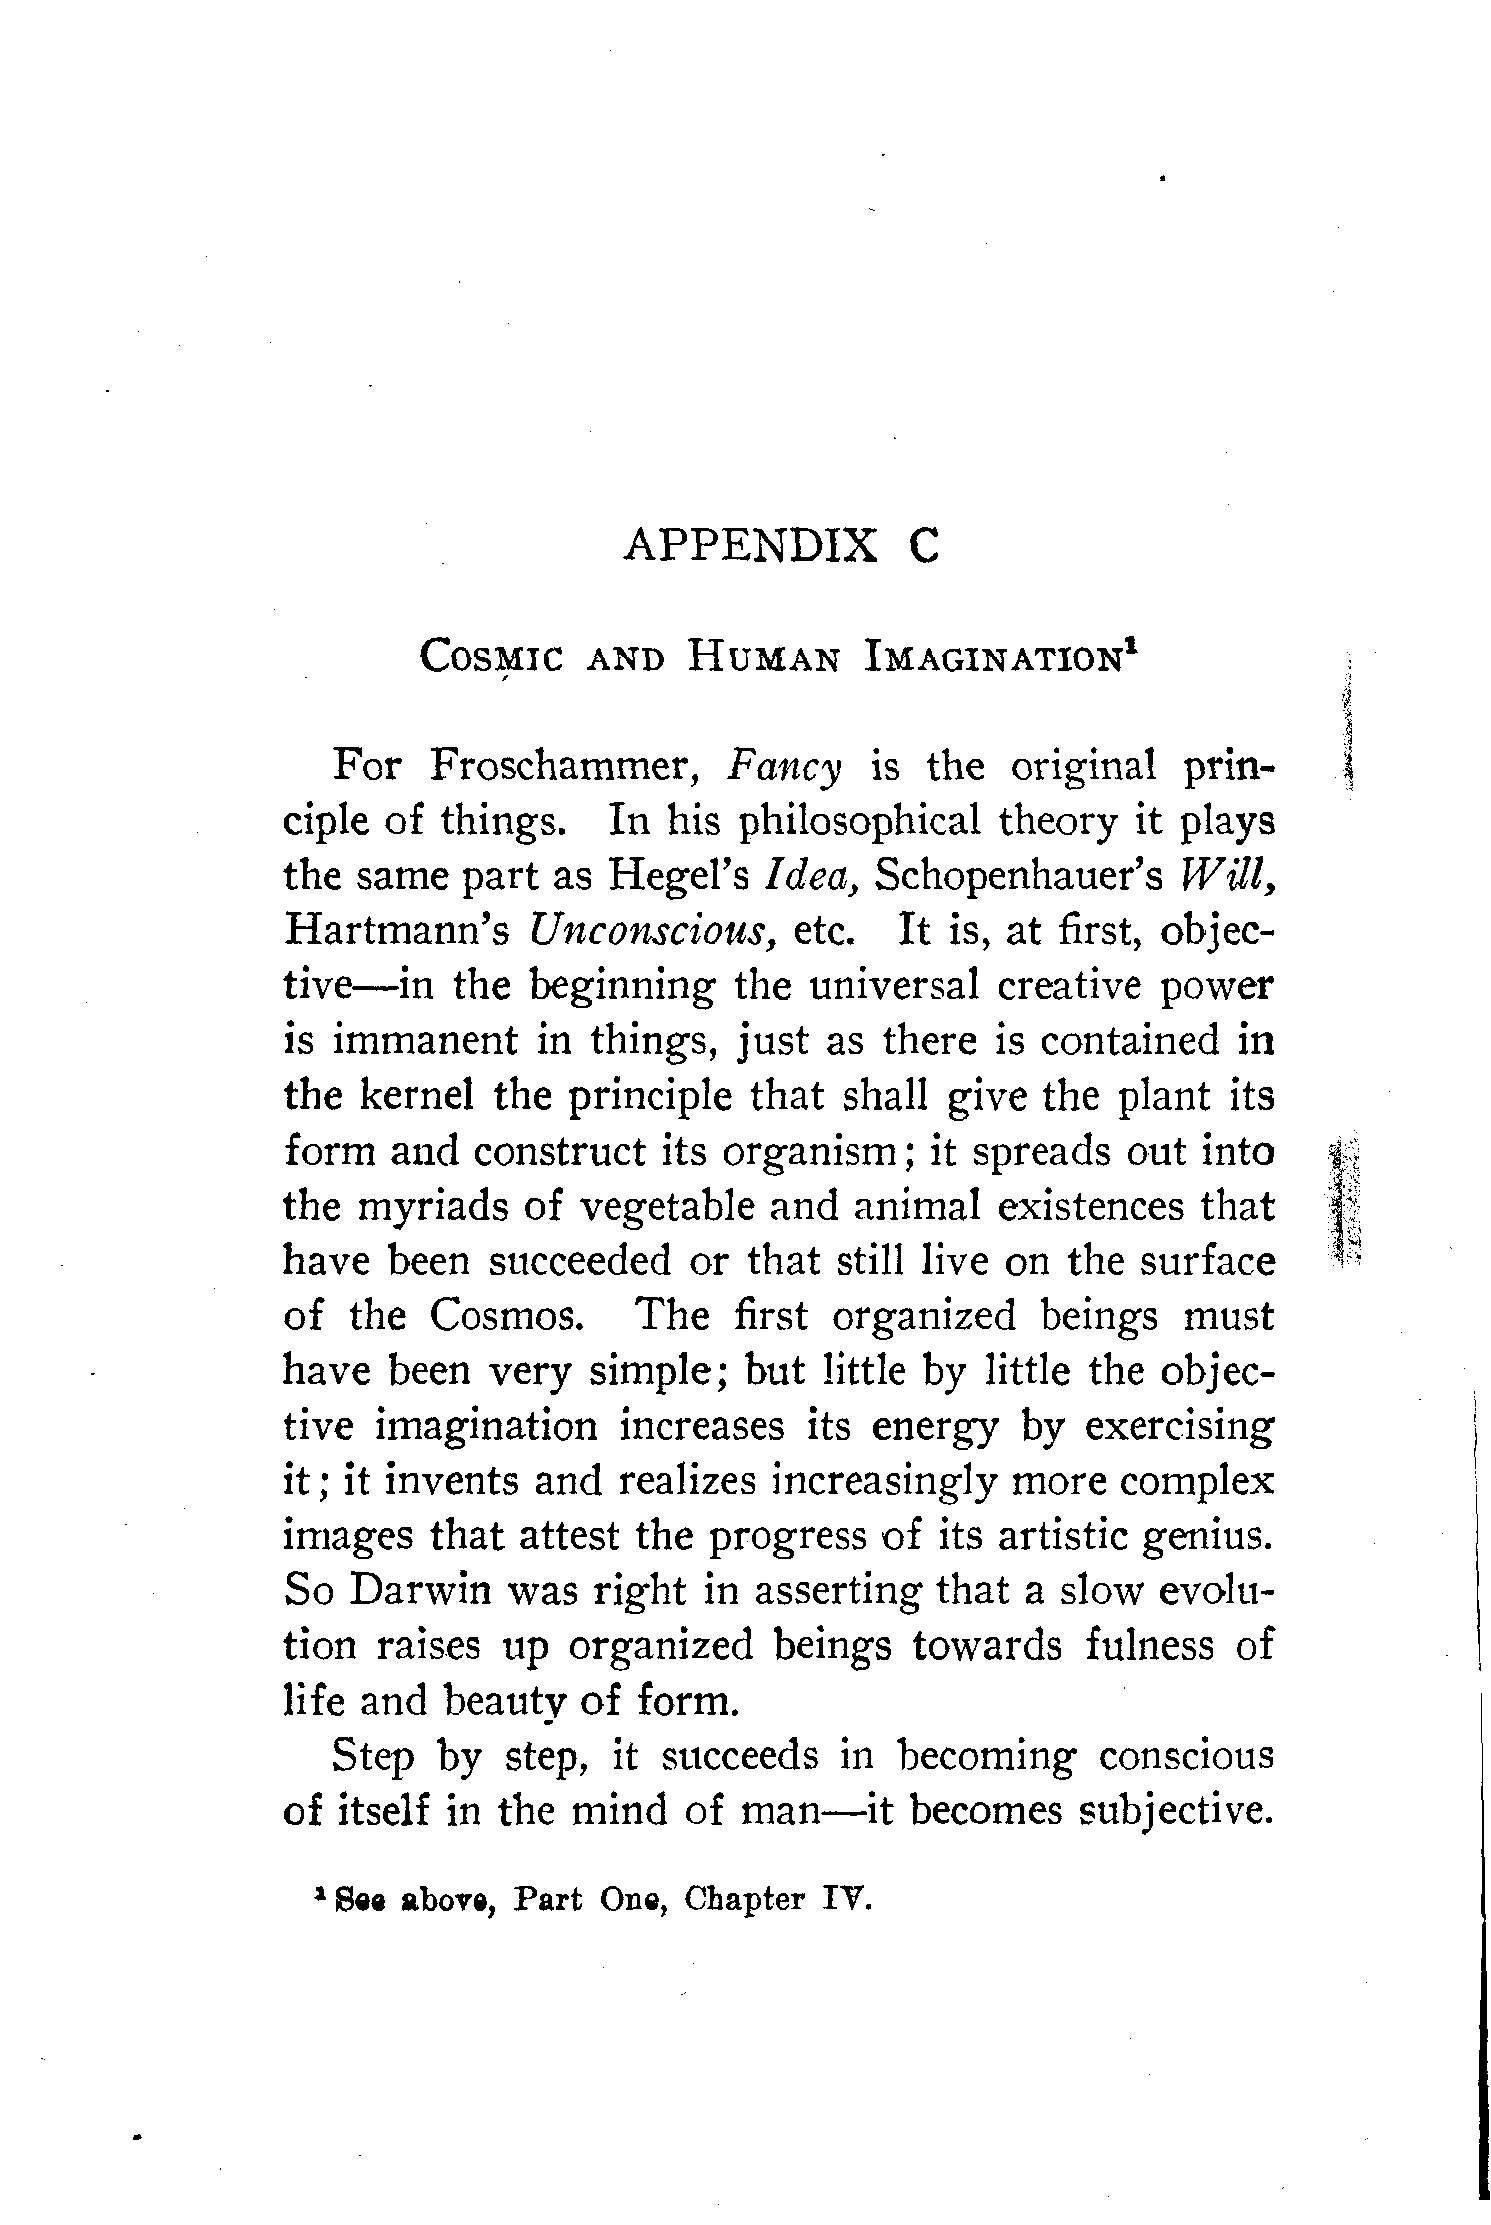 APPENDIX C
COSMIC AND HUMAN IMAGINATION¹
For Froschammer, Fancy is the original prin-
ciple of things. In his philosophical theory it plays
the same part as Hegel's Idea, Schopenhauer's Will,
Hartmann's Unconscious, etc. It is, at first, objec-
tive—in the beginning the universal creative power
is immanent in things, just as there is contained in
the kernel the principle that shall give the plant its
form and construct its organism; it spreads out into
the myriads of vegetable and animal existences that
have been succeeded or that still live on the surface
of the Cosmos. The first organized beings must
have been very simple; but little by little the objec-
tive imagination increases its energy by exercising
it; it invents and realizes increasingly more complex
images that attest the progress of its artistic genius.
So Darwin was right in asserting that a slow evolu-
tion raises up organized beings towards fulness of
life and beauty of form.
Step by step, it succeeds in becoming conscious
of itself in the mind of man—it becomes subjective.
¹ See above, Part One, Chapter IV.